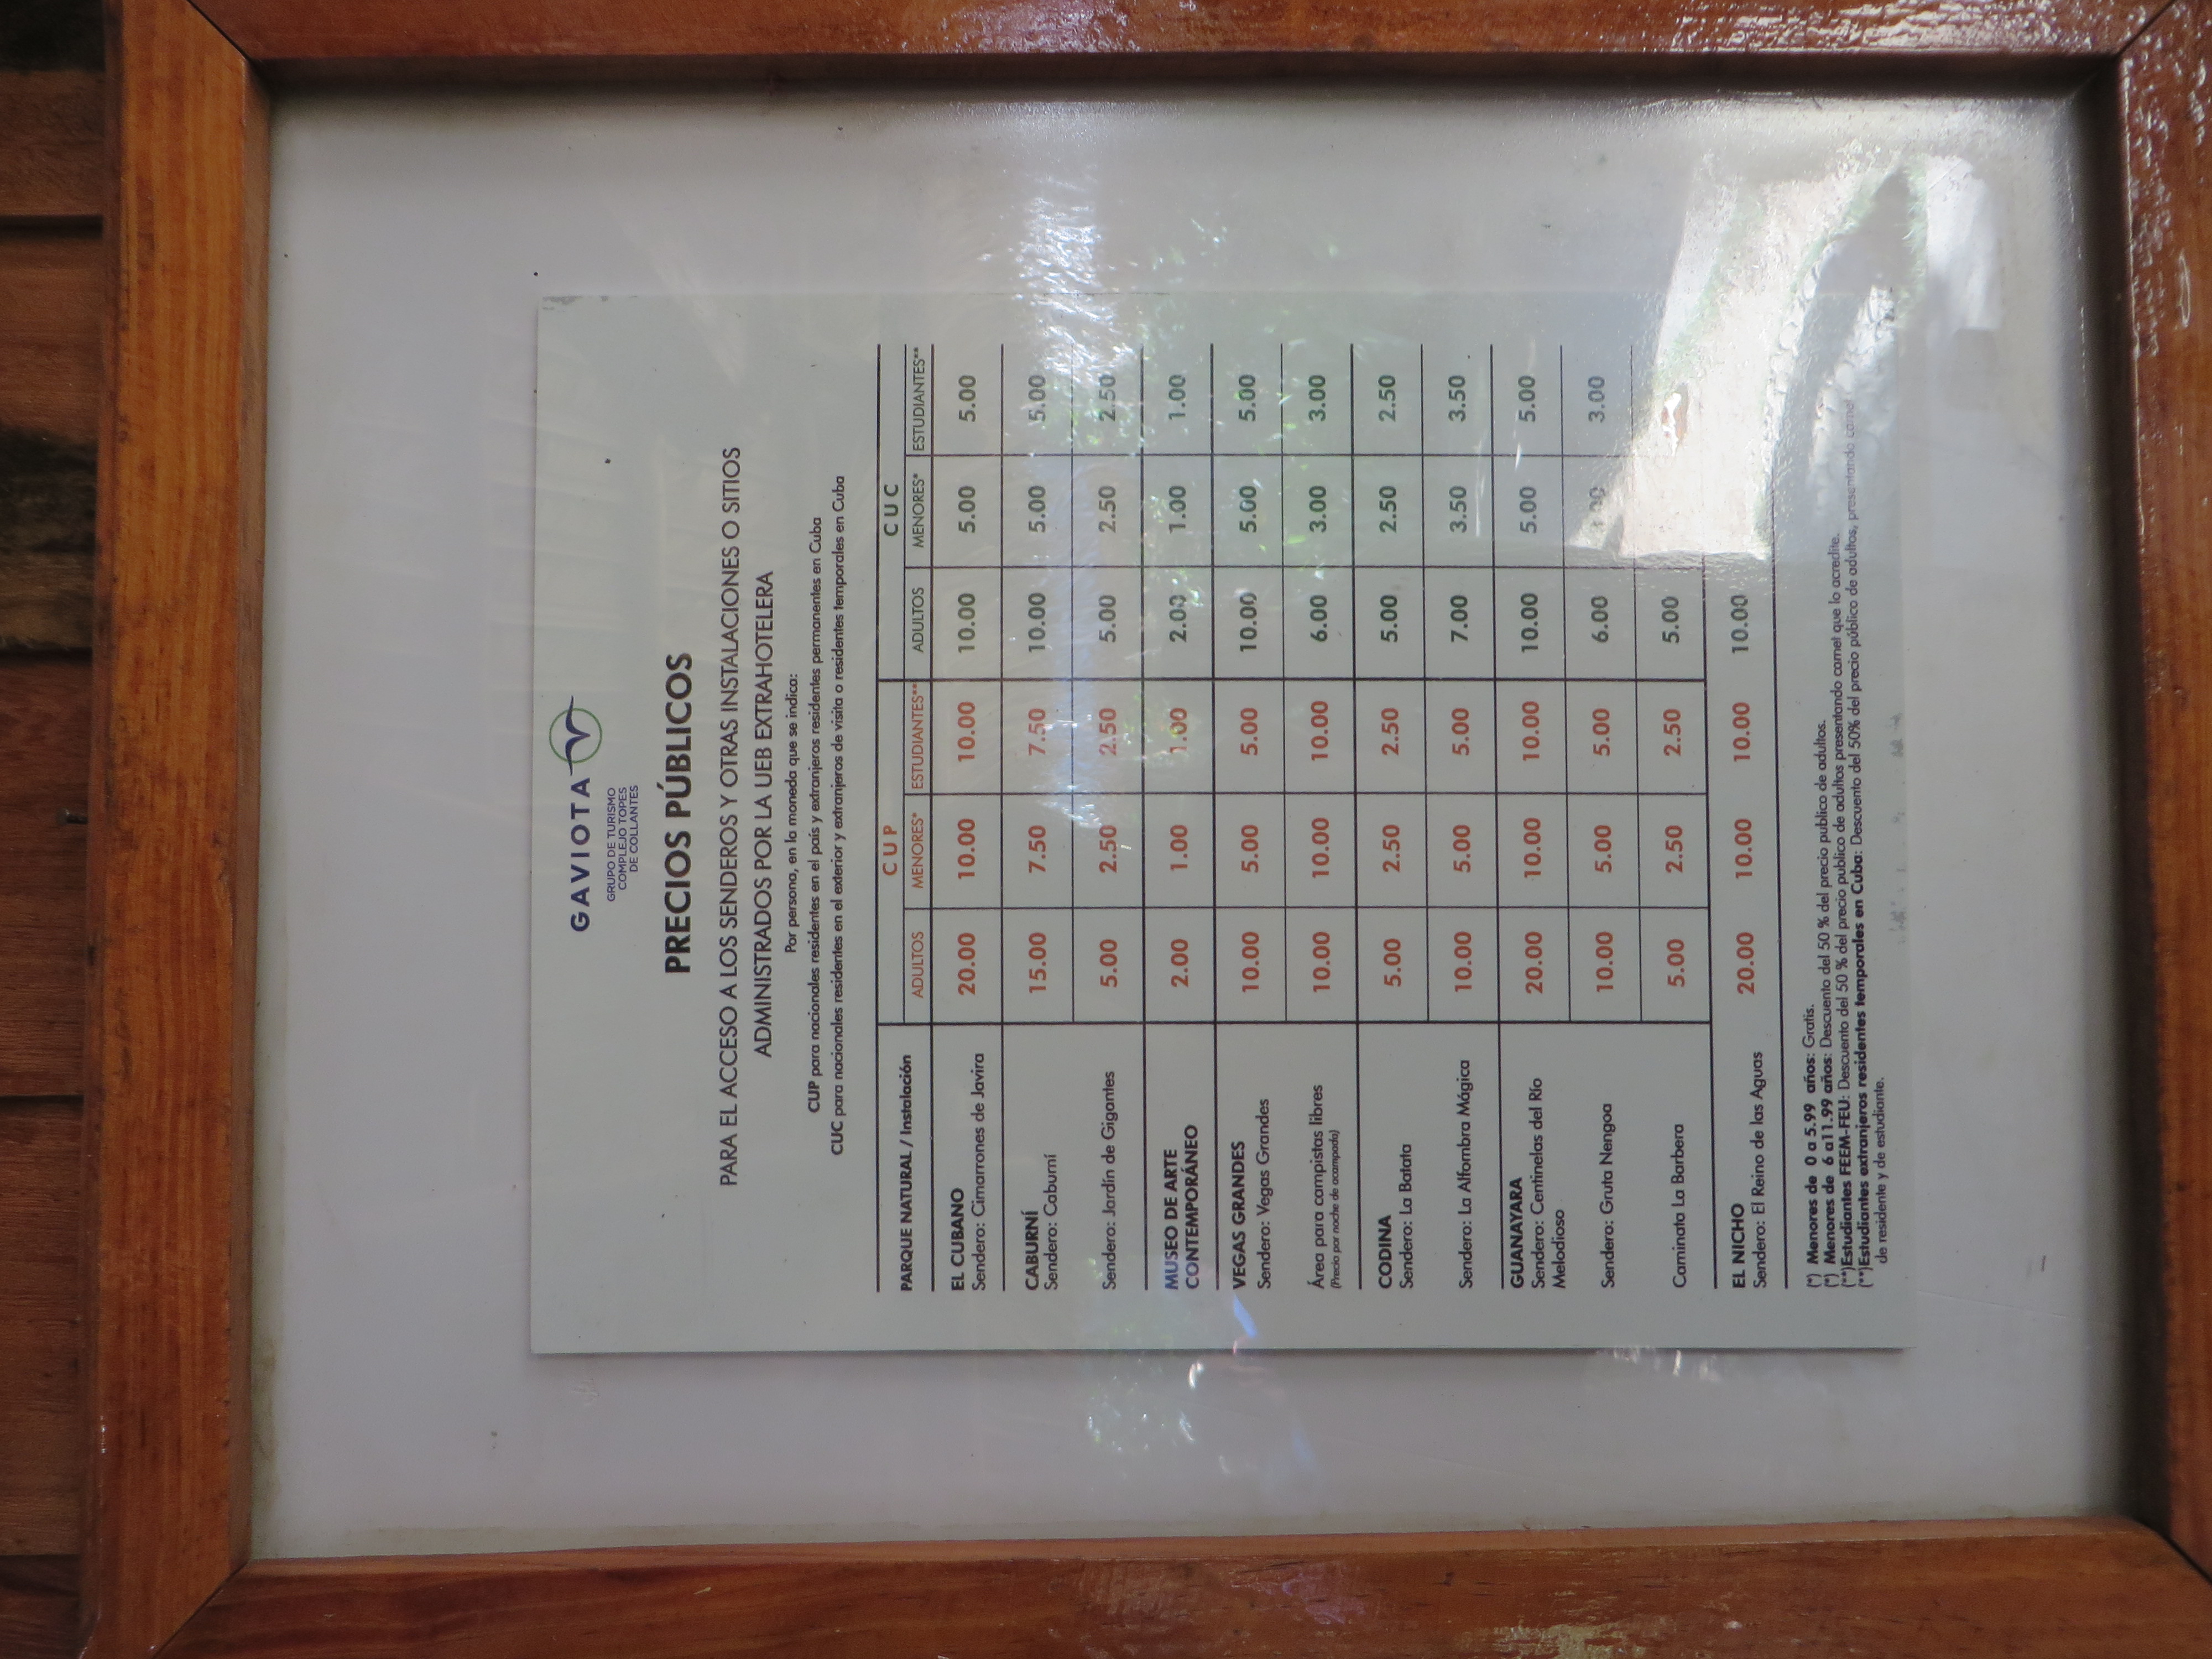 GAVIOTA
GRUPO DE TURISMO
COMPLEJO TOPES
DE COLLANTES
PRECIOS PÚBLICOS
PARA EL ACCESO A LOS SENDEROS Y OTRAS INSTALACIONES O SITIOS
ADMINISTRADOS POR LA UEB EXTRAHOTELERA
Por persona, en la moneda que se indica:
CUP para nacionales residentes en el país y extranjeros residentes permanentes en Cuba
CUC para nacionales residentes en el exterior y extranjeros de visita o residentes temporales en Cuba
CUP CUC
PARQUE NATURAL / Instalación ADULTOS MENORES* ESTUDIANTES** ADULTOS MENORES* ESTUDIANTES**
EL CUBANO
Sendero: Cimarrones de Javira 20.00 10.00 10.00 10.00 5.00 5.00
CABURNÍ
Sendero: Caburní 15.00 7.50 7.50 10.00 5.00 5.00
Sendero: Jardín de Gigantes 5.00 2.50 2.50 5.00 2.50 2.50
MUSEO DE ARTE
CONTEMPORÁNEO 2.00 1.00 1.00 2.00 1.00 1.00
VEGAS GRANDES
Sendero: Vegas Grandes 10.00 5.00 5.00 10.00 5.00 5.00
Área para campistas libres 10.00 10.00 10.00 6.00 3.00 3.00
(Precio por noche de acampada)
CODINA
Sendero: La Batata 5.00 2.50 2.50 5.00 2.50 2.50
Sendero: La Alfombra Mágica 10.00 5.00 5.00 7.00 3.50 3.50
GUANAYARA
Sendero: Centinelas del Río 20.00 10.00 10.00 10.00 5.00 5.00
Melodioso
Sendero: Gruta Nengoa 10.00 5.00 5.00 6.00 3.00 3.00
Caminata La Barbera 5.00 2.50 2.50 5.00
EL NICHO
Sendero: El Reino de las Aguas 20.00 10.00 10.00 10.00
(*) Menores de 0 a 5.99 años: Gratis.
(*) Menores de 6 a11.99 años: Descuento del 50 % del precio publico de adultos.
(**)Estudiantes FEEM-FEU: Descuento del 50 % del precio publico de adultos presentando carnet que lo acredite.
(**)Estudiantes extranjeros residentes temporales en Cuba: Descuento del 50% del precio público de adultos, presentando carnet
de residente y de estudiante.